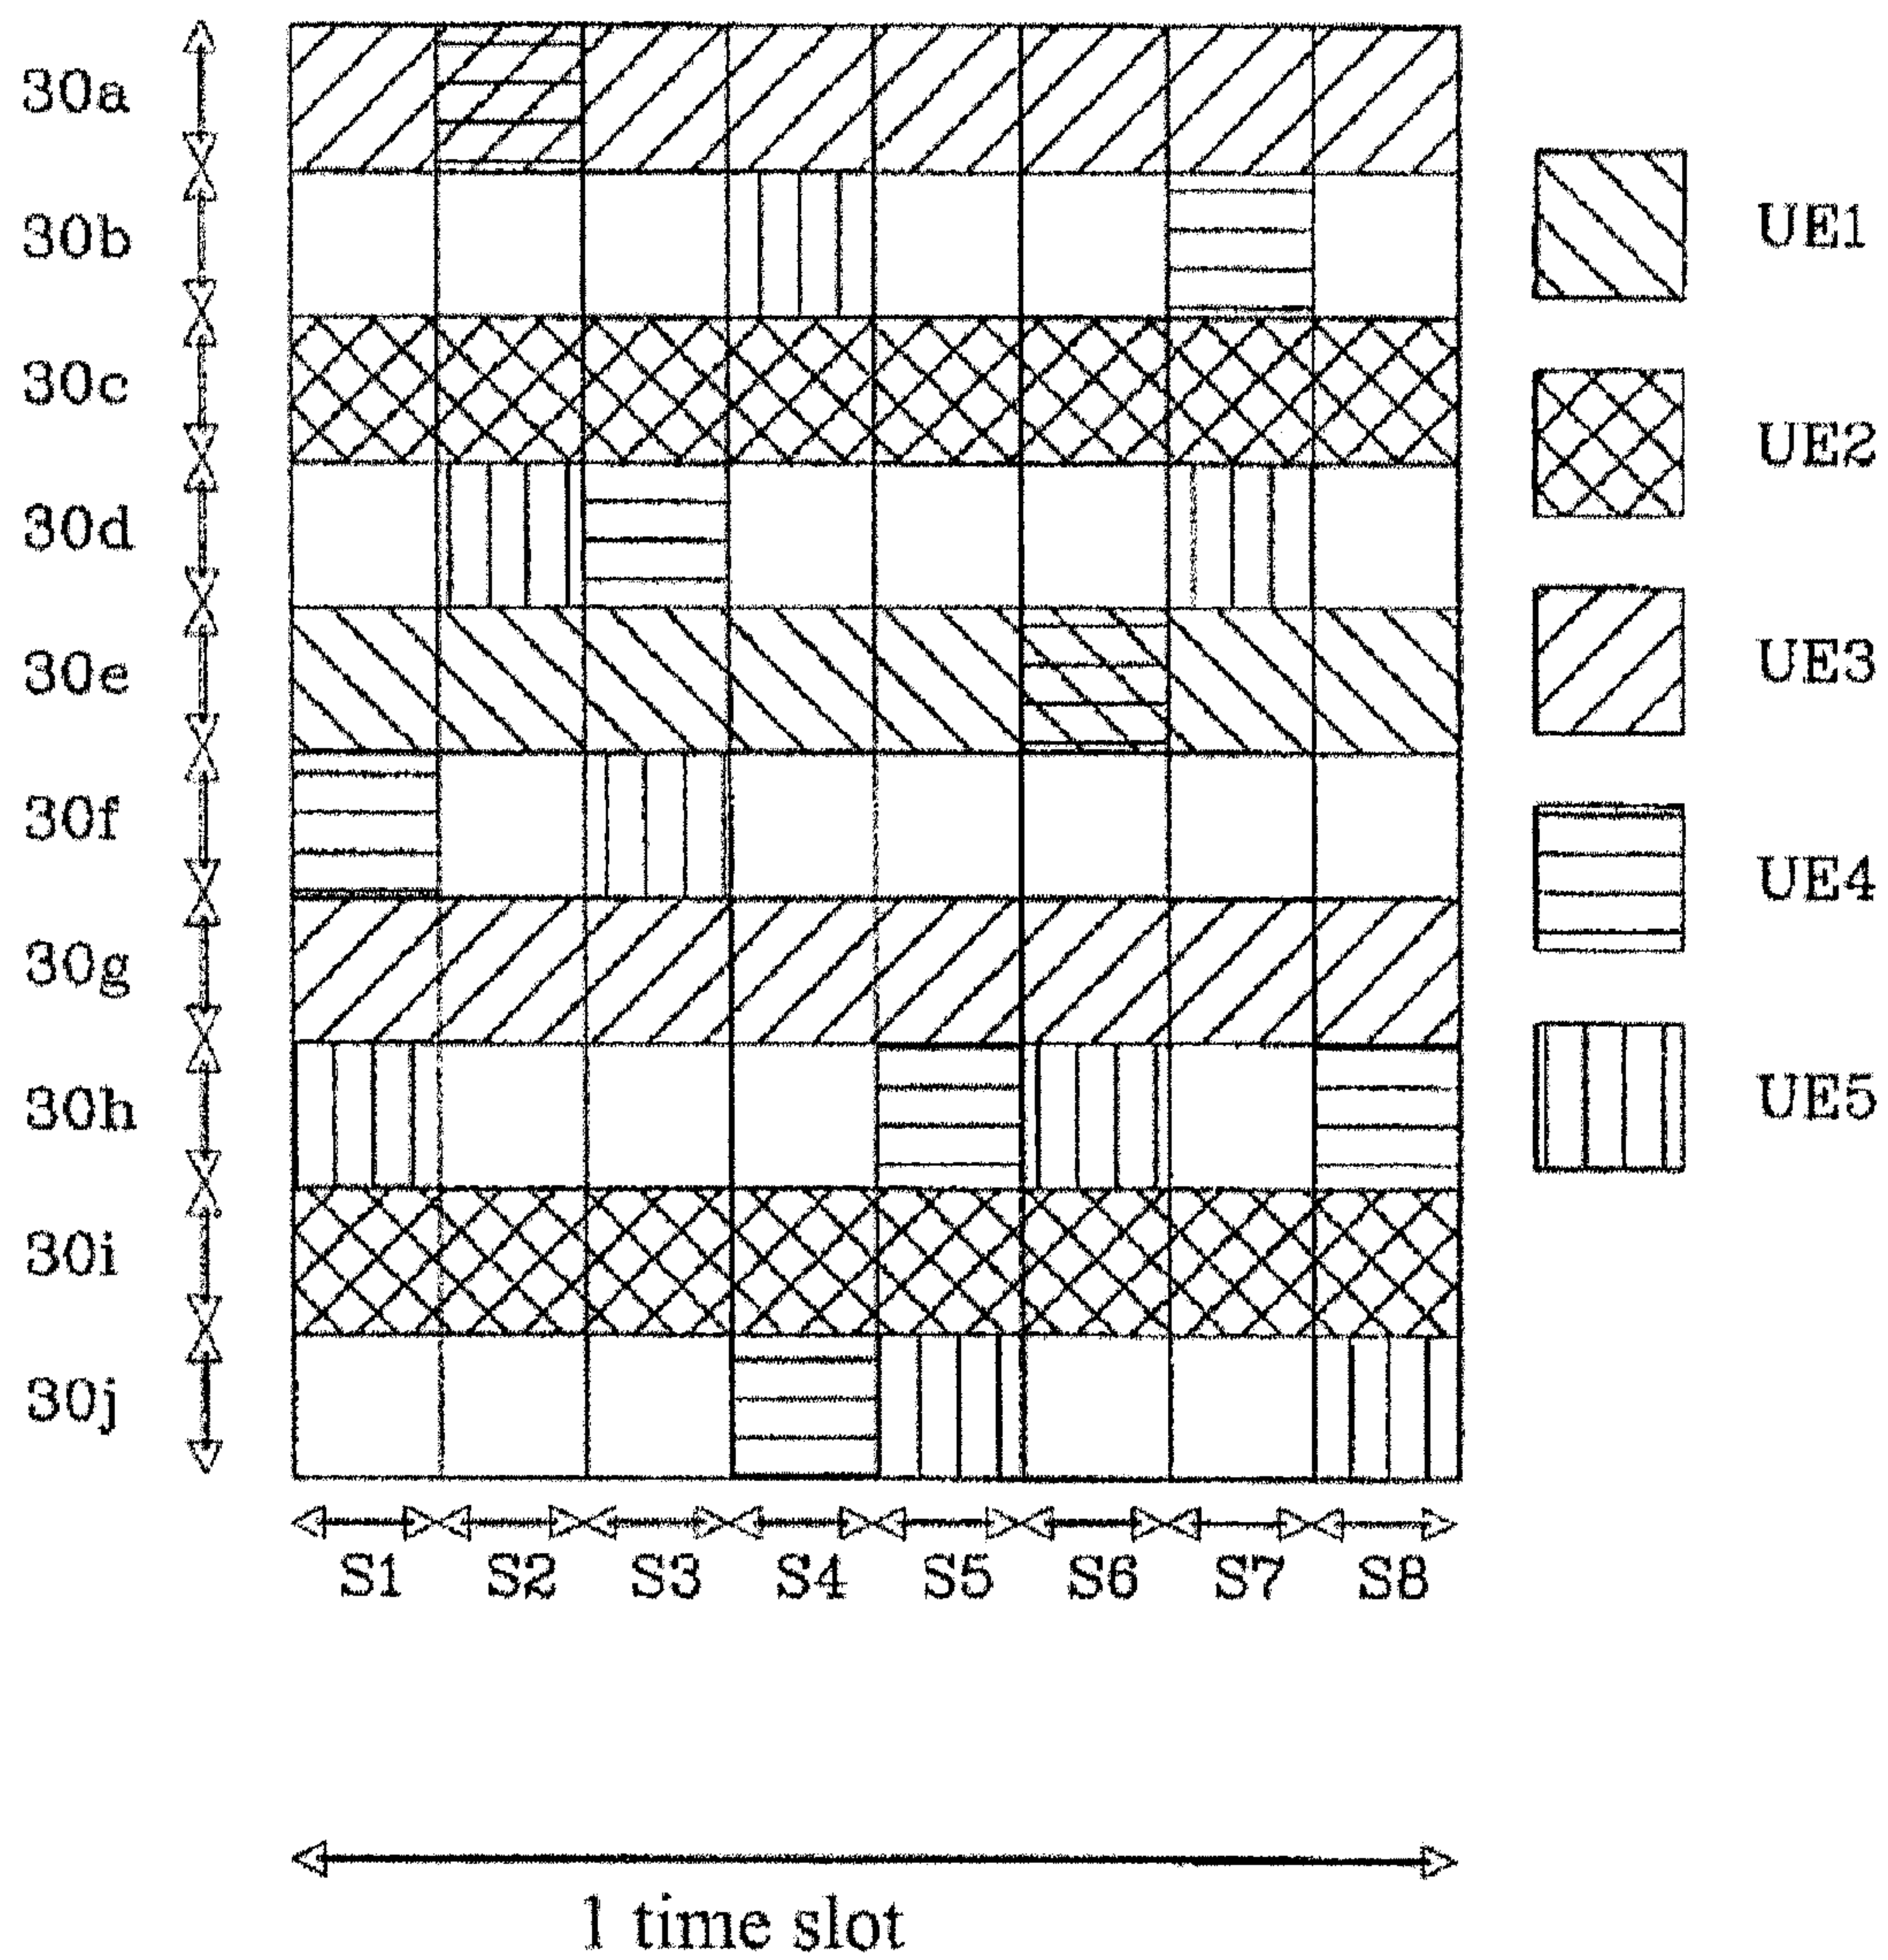 30a
30b
30c
30d
30e
30f
30g
30h
30i
30j
UE1
UE2
UE3
UE4
UE5
S1 S2 S3 S4 S5 S6 S7 S8
1 time slot